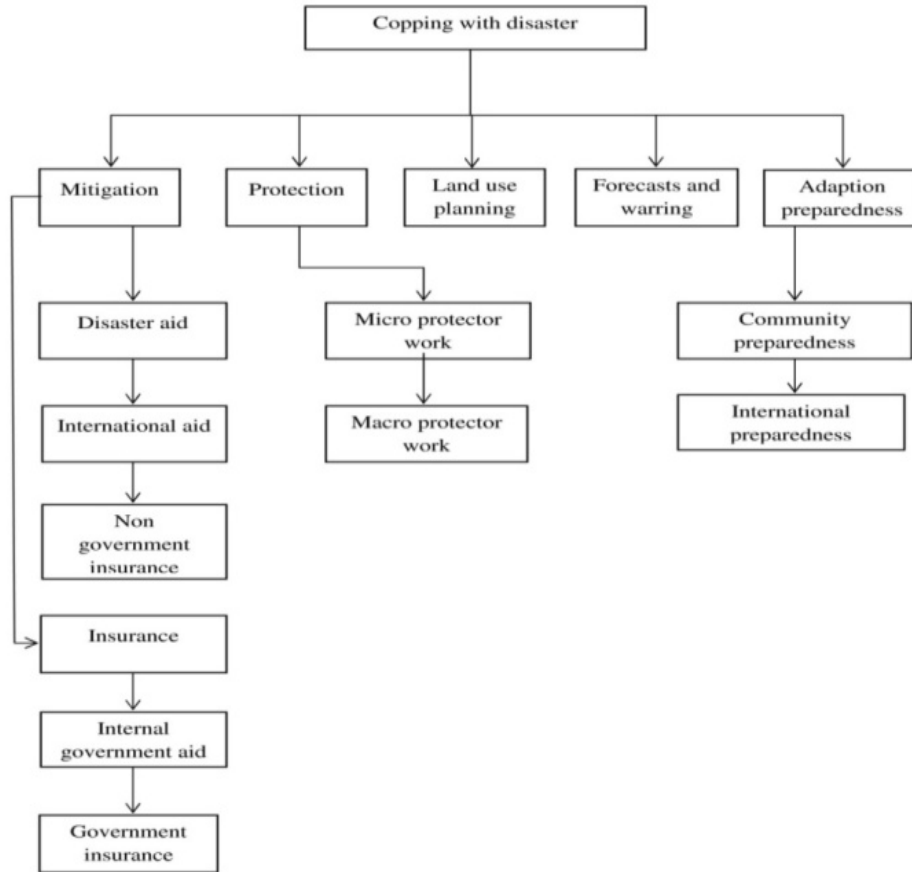 Copping with disaster
Mitigation
Protection
Land use
planning
Forecasts and
warring
Adaption
preparedness
Disaster aid
Micro protector
work
Community
preparedness
International aid
Macro protector
work
International
preparedness
Non
government
insurance
Insurance
Internal
government aid
Government
insurance